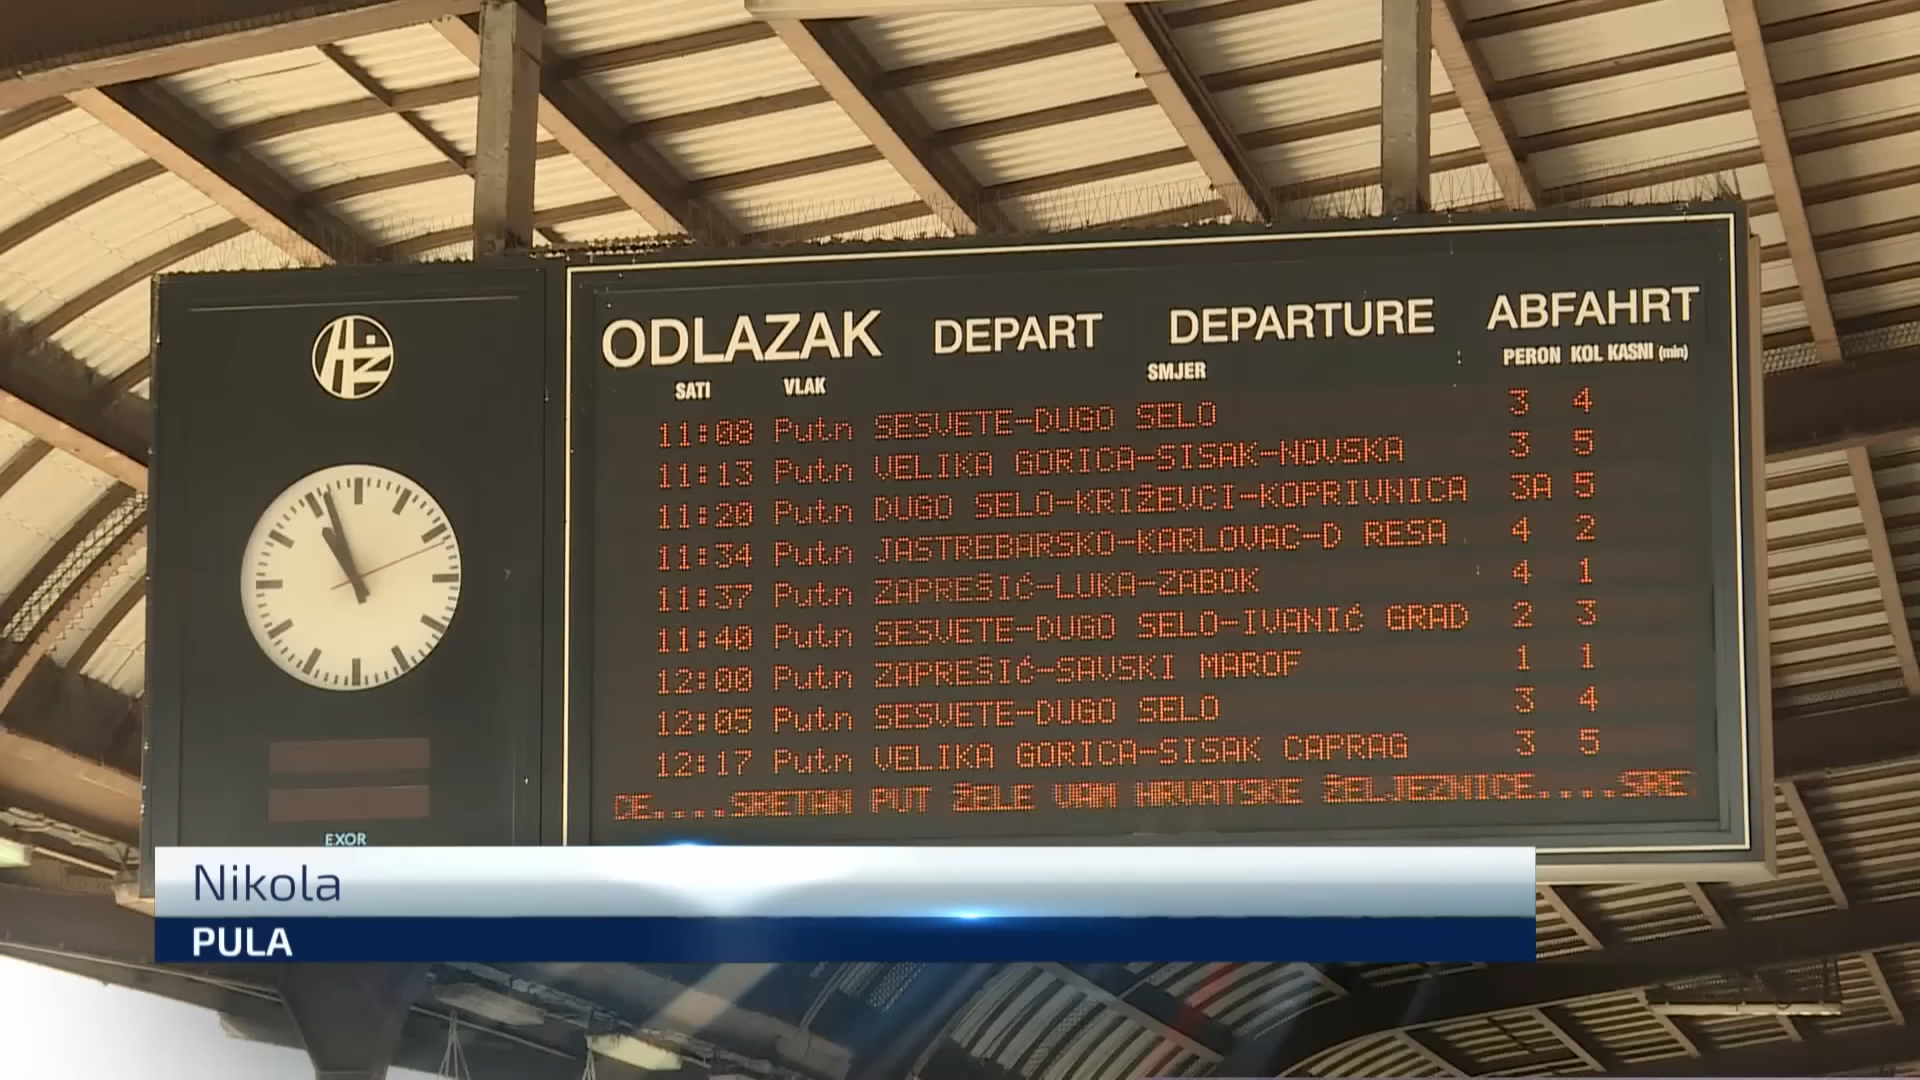 HŽ
ODLAZAK DEPART DEPARTURE ABFAHRT
SATI VLAK SMJER PERON KOL KASNI (min)
11:08 Putn SESVETE-DUGO SELO 3 4
11:13 Putn VELIKA GORICA-SISAK-NOVSKA 3 5
11:20 Putn DUGO SELO-KRIŽEVCI-KOPRIVNICA 3A 5
11:34 Putn JASTREBARSKO-KARLOVAC-D RESA 4 2
11:37 Putn ZAPREŠIĆ-LUKA-ZABOK 4 1
11:40 Putn SESVETE-DUGO SELO-IVANIĆ GRAD 2 3
12:00 Putn ZAPREŠIĆ-SAVSKI MAROF 1 1
12:05 Putn SESVETE-DUGO SELO 3 4
12:17 Putn VELIKA GORICA-SISAK CAPRAG 3 5
CE....SRETAN PUT ŽELE VAM HRVATSKE ŽELJEZNICE....SRE
EXOR
Nikola
PULA